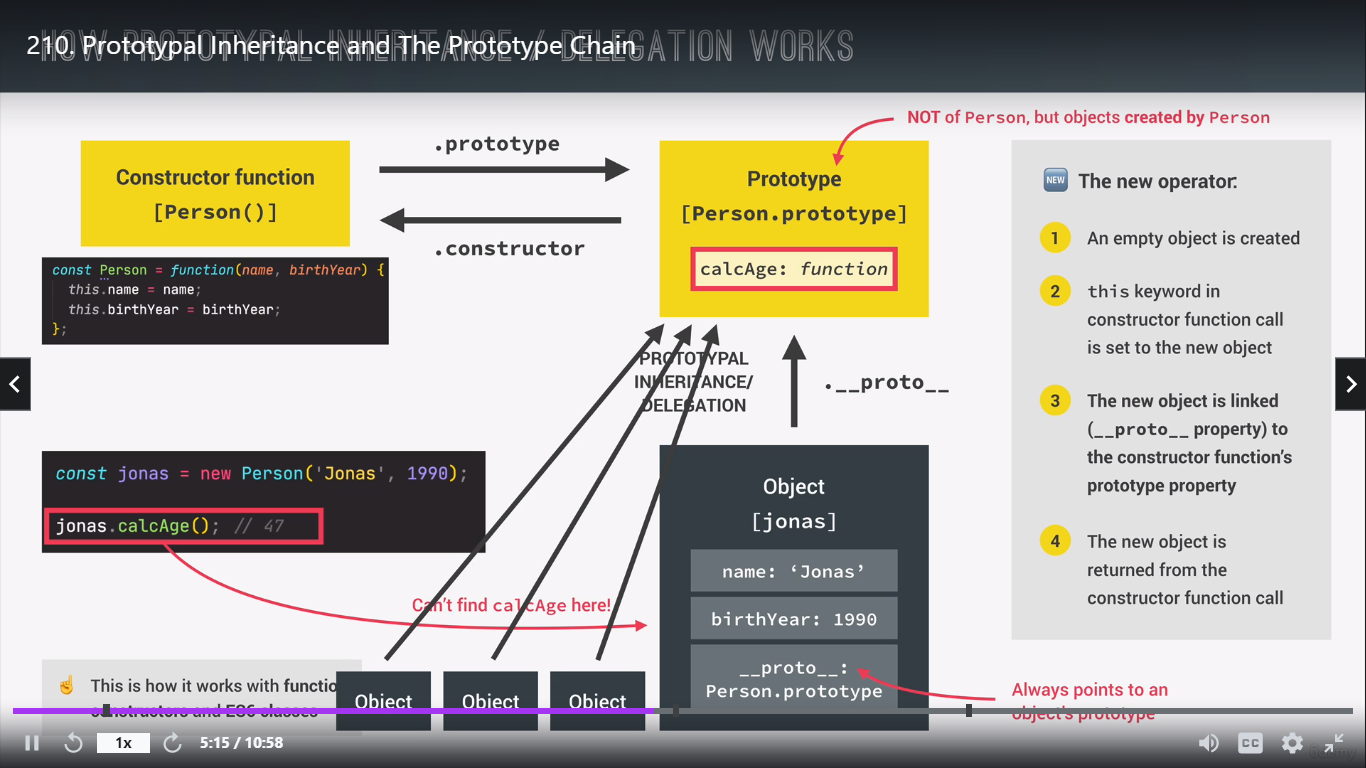 HOW PROTOTYPAL INHERITANCE / DELEGATION WORKS
210. Prototypal Inheritance and The Prototype Chain
NOT of Person, but objects created by Person
Constructor function
[Person()]
.prototype
.constructor
Prototype
[Person.prototype]
calcAge: function
const Person = function(name, birthYear) {
this.name = name;
this.birthYear = birthYear;
};
PROTOTYPAL
INHERITANCE/
DELEGATION
.__proto__
const jonas = new Person('Jonas', 1990);
jonas.calcAge(); // 47
Can't find calcAge here!
Object
[jonas]
name: ‘Jonas’
birthYear: 1990
__proto__:
Person.prototype
Always points to an
object's prototype
NEW The new operator:
1 An empty object is created
2 this keyword in
constructor function call
is set to the new object
3 The new object is linked
(__proto__ property) to
the constructor function’s
prototype property
4 The new object is
returned from the
constructor function call
☝ This is how it works with functio
constructors and ES6 classes
Object
Object
Object
1x
5:15 / 10:58
CC